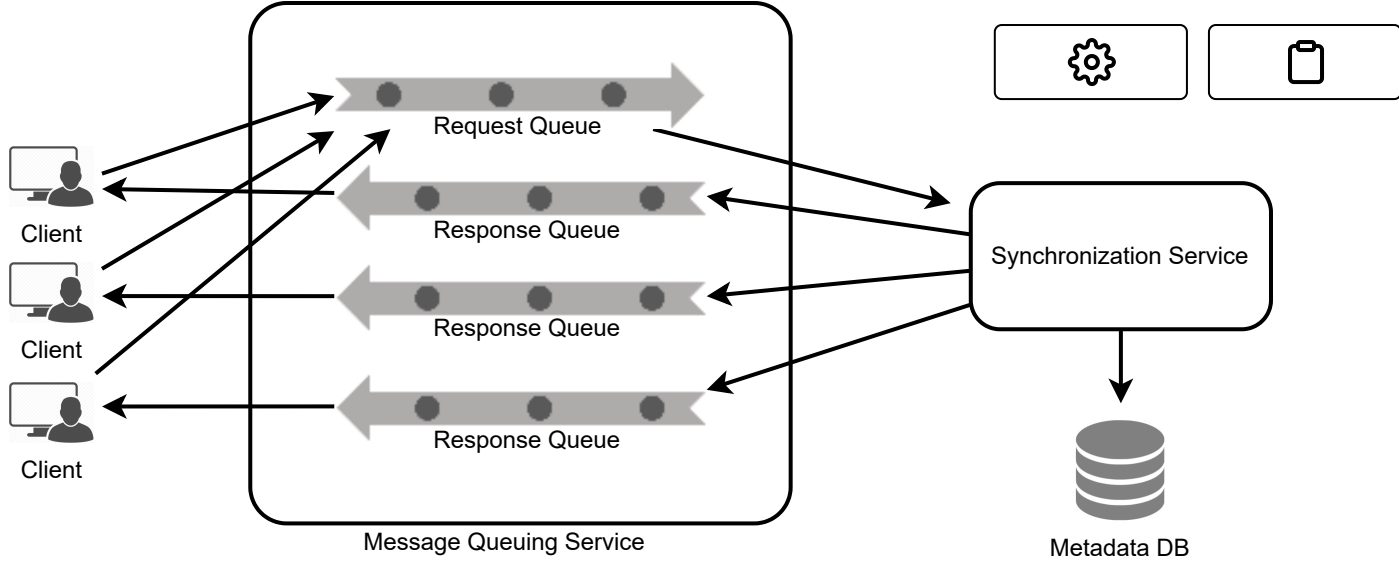 Request Queue
Response Queue
Client
Synchronization Service
Response Queue
Client
Response Queue
Client
Message Queuing Service
Metadata DB